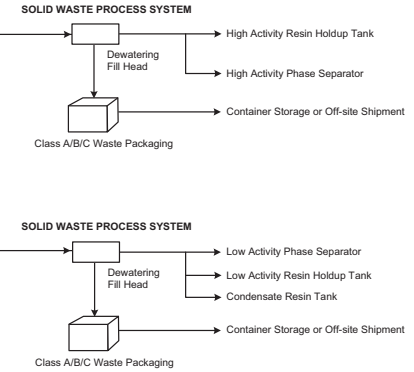 SOLID WASTE PROCESS SYSTEM
High Activity Resin Holdup Tank
Dewatering
Fill Head
High Activity Phase Separator
Container Storage or Off-site Shipment
Class A/B/C Waste Packaging
SOLID WASTE PROCESS SYSTEM
Low Activity Phase Separator
Dewatering
Fill Head
Low Activity Resin Holdup Tank
Condensate Resin Tank
Container Storage or Off-site Shipment
Class A/B/C Waste Packaging